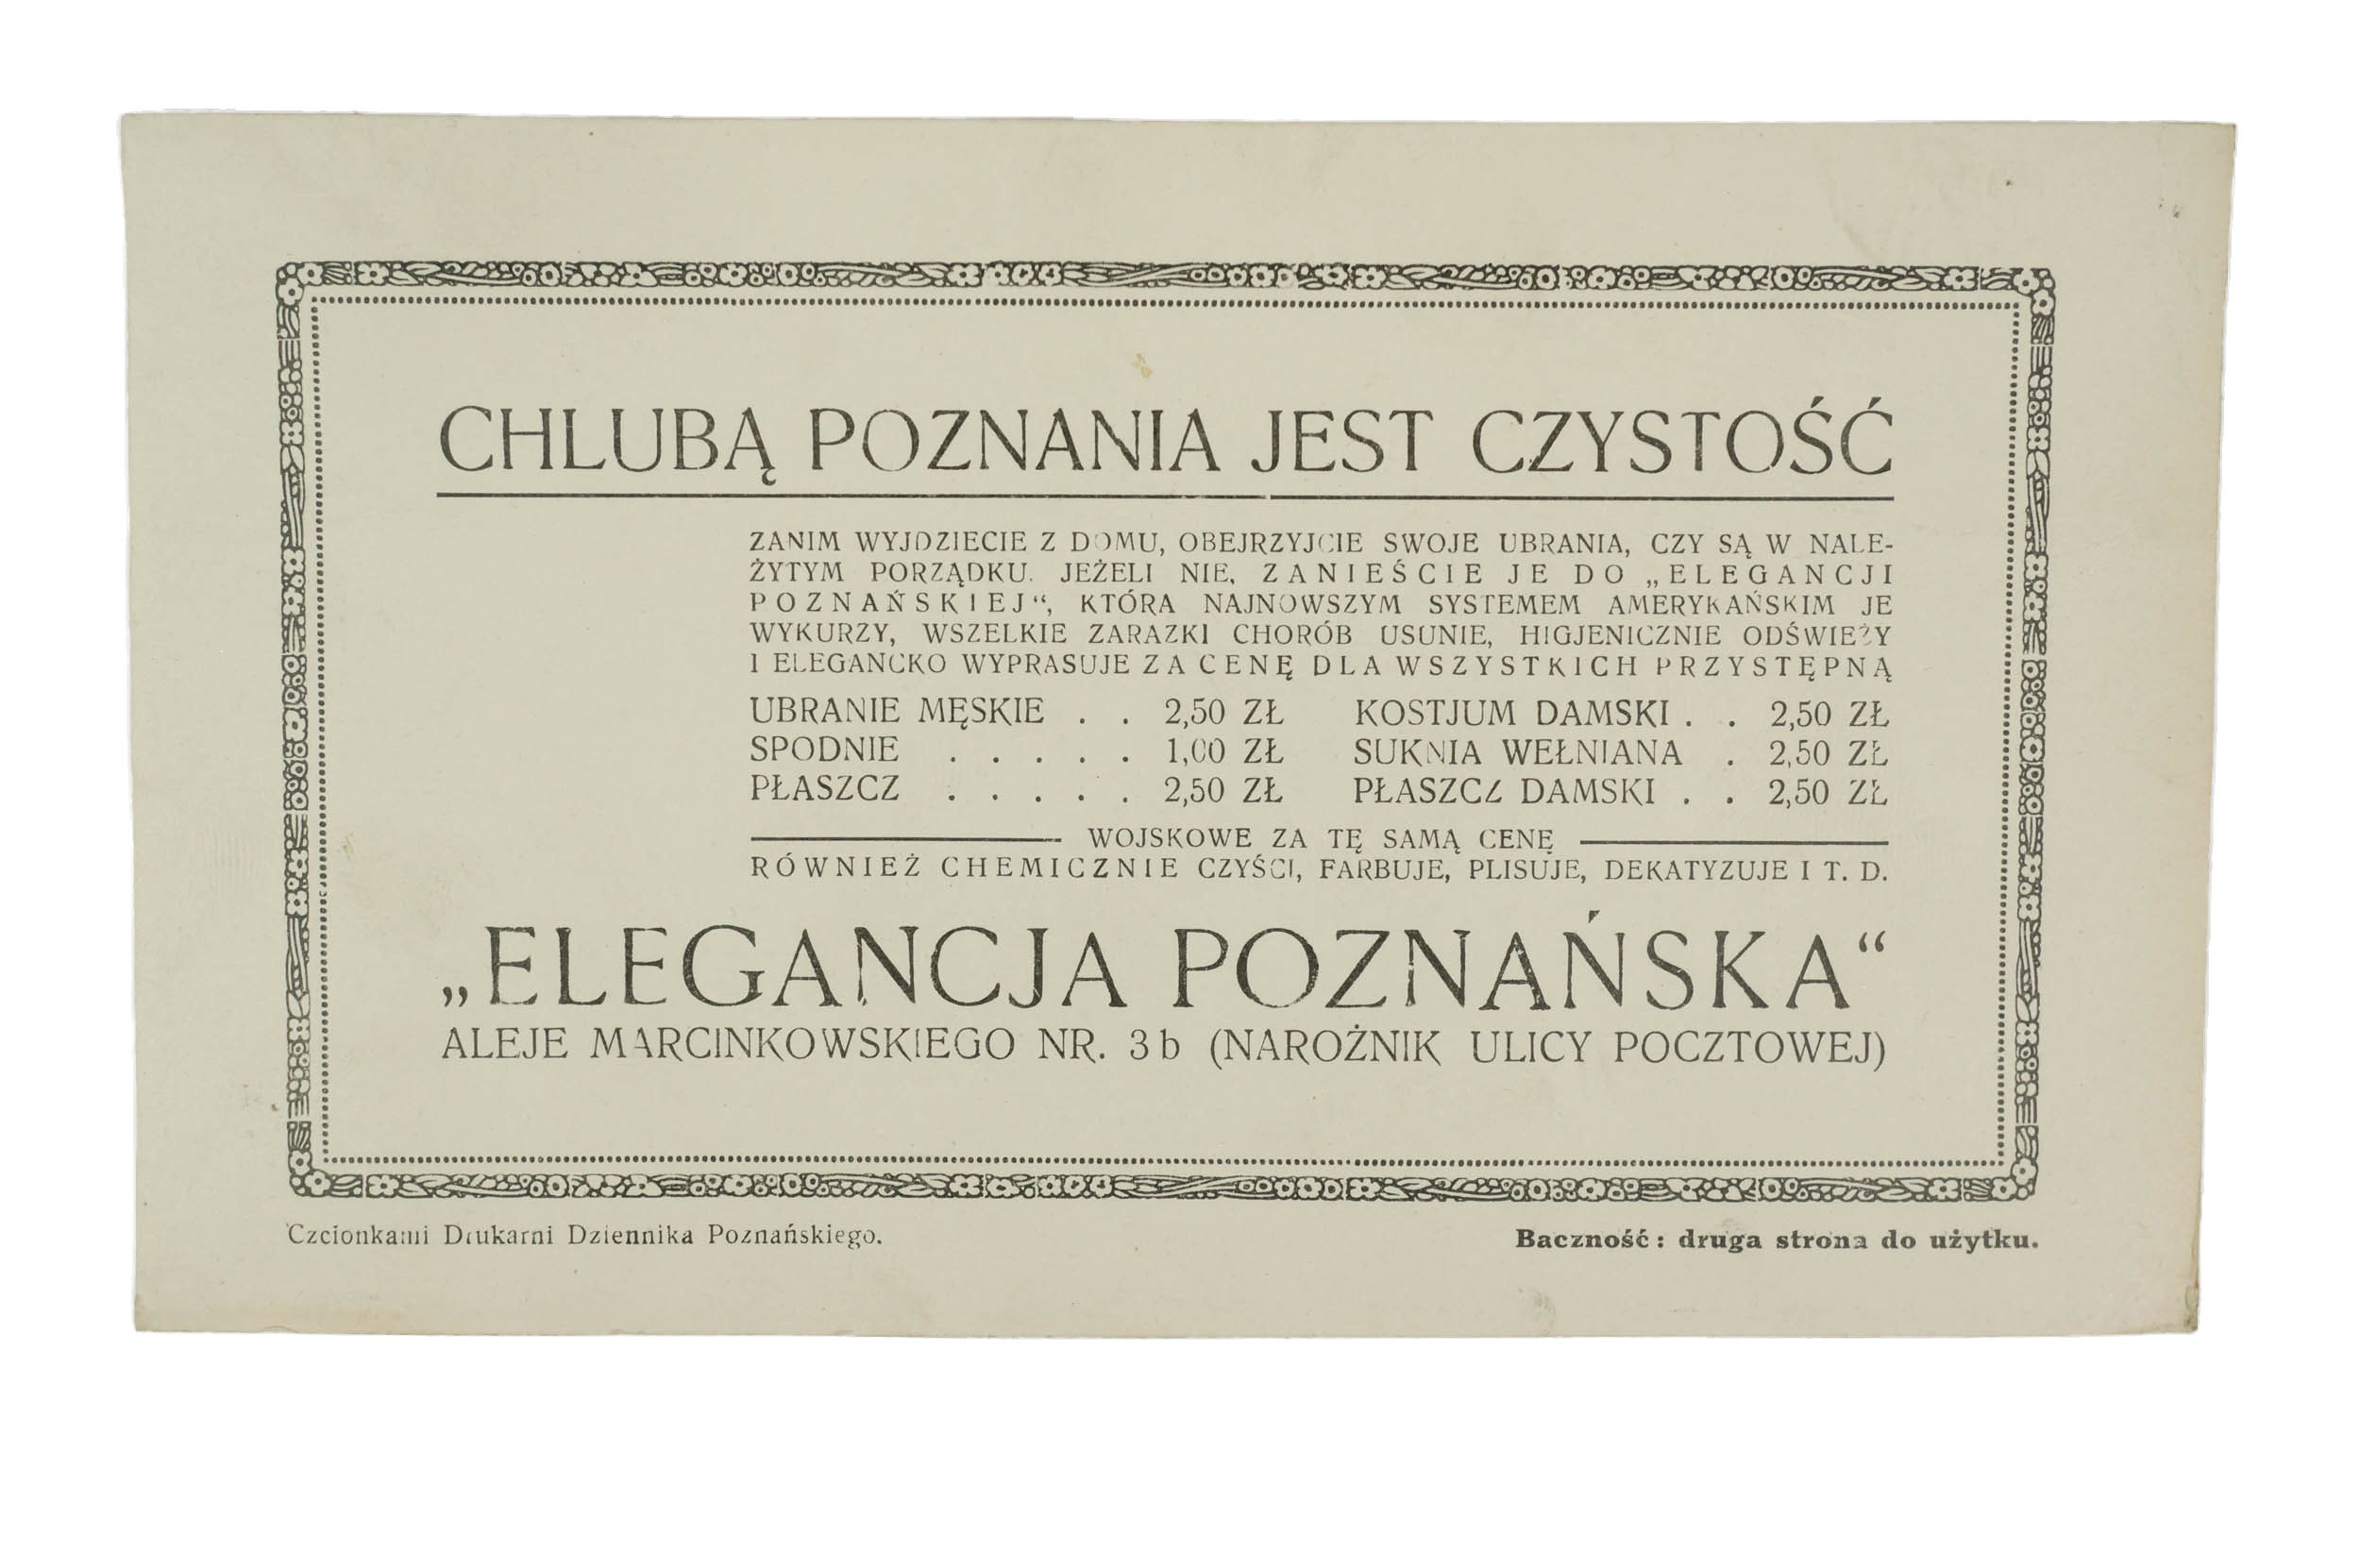 CHLUBĄ POZNANIA JEST CZYSTOŚĆ
ZANIM WYJDZIECIE Z DOMU, OBEJRZYJCIE SWOJE UBRANIA, CZY SĄ W NALE-
ŻYTYM PORZĄDKU. JEŻELI NIE, ZANIEŚCIE JE DO „ELEGANCJI
POZNAŃSKIEJ“, KTÓRA NAJNOWSZYM SYSTEMEM AMERYKAŃSKIM JE
WYKURZY, WSZELKIE ZARAZKI CHORÓB USUNIE, HIGJENICZNIE ODŚWIEŻY
I ELEGANCKO WYPRASUJE ZA CENĘ DLA WSZYSTKICH PRZYSTĘPNĄ
UBRANIE MĘSKIE . . 2,50 ZŁ KOSTJUM DAMSKI . . 2,50 ZŁ
SPODNIE . . . . . 1,00 ZŁ SUKNIA WEŁNIANA . 2,50 ZŁ
PŁASZCZ . . . . . 2,50 ZŁ PŁASZCZ DAMSKI . . 2,50 ZŁ
WOJSKOWE ZA TĘ SAMĄ CENĘ
RÓWNIEŻ CHEMICZNIE CZYŚCI, FARBUJE, PLISUJE, DEKATYZUJE I T. D.
„ELEGANCJA POZNAŃSKA“
ALEJE MARCINKOWSKIEGO NR. 3b (NAROŻNIK ULICY POCZTOWEJ)
Czcionkami Drukarni Dziennika Poznańskiego. Baczność: druga strona do użytku.